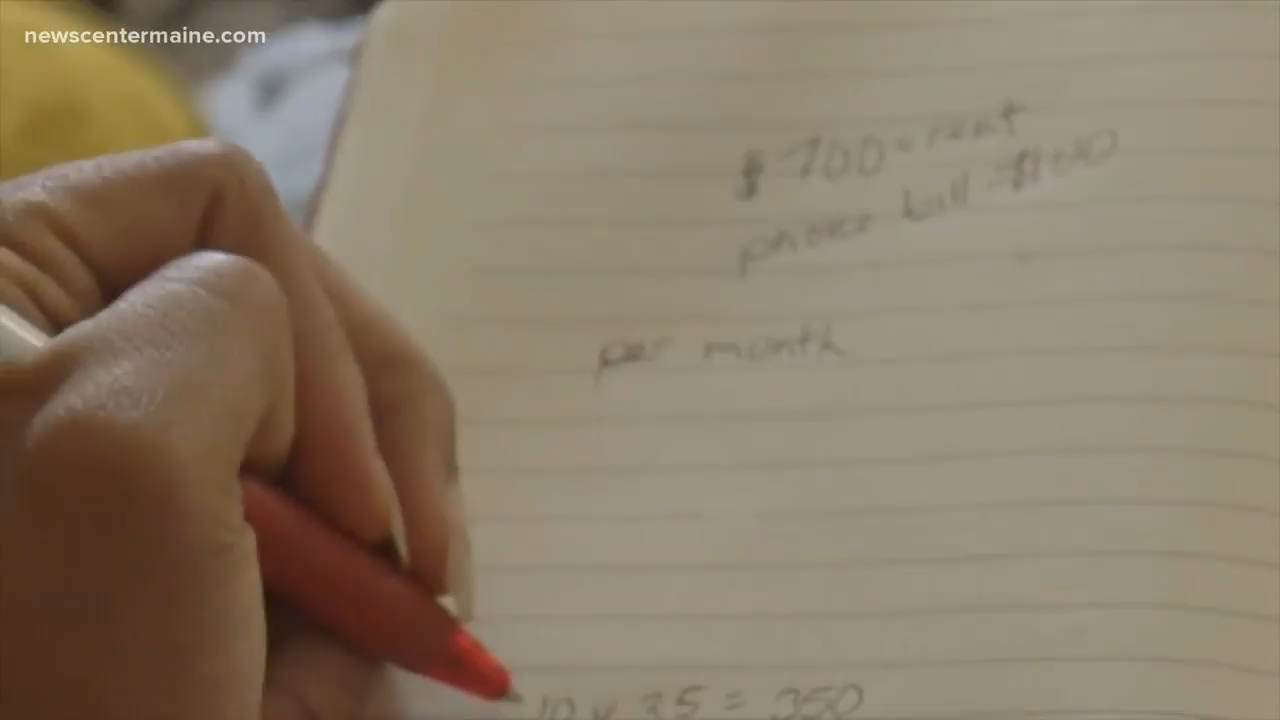 newscentermaine.com
$ 700 = rent
phone bill = $100
per month
10 x 35 = 350